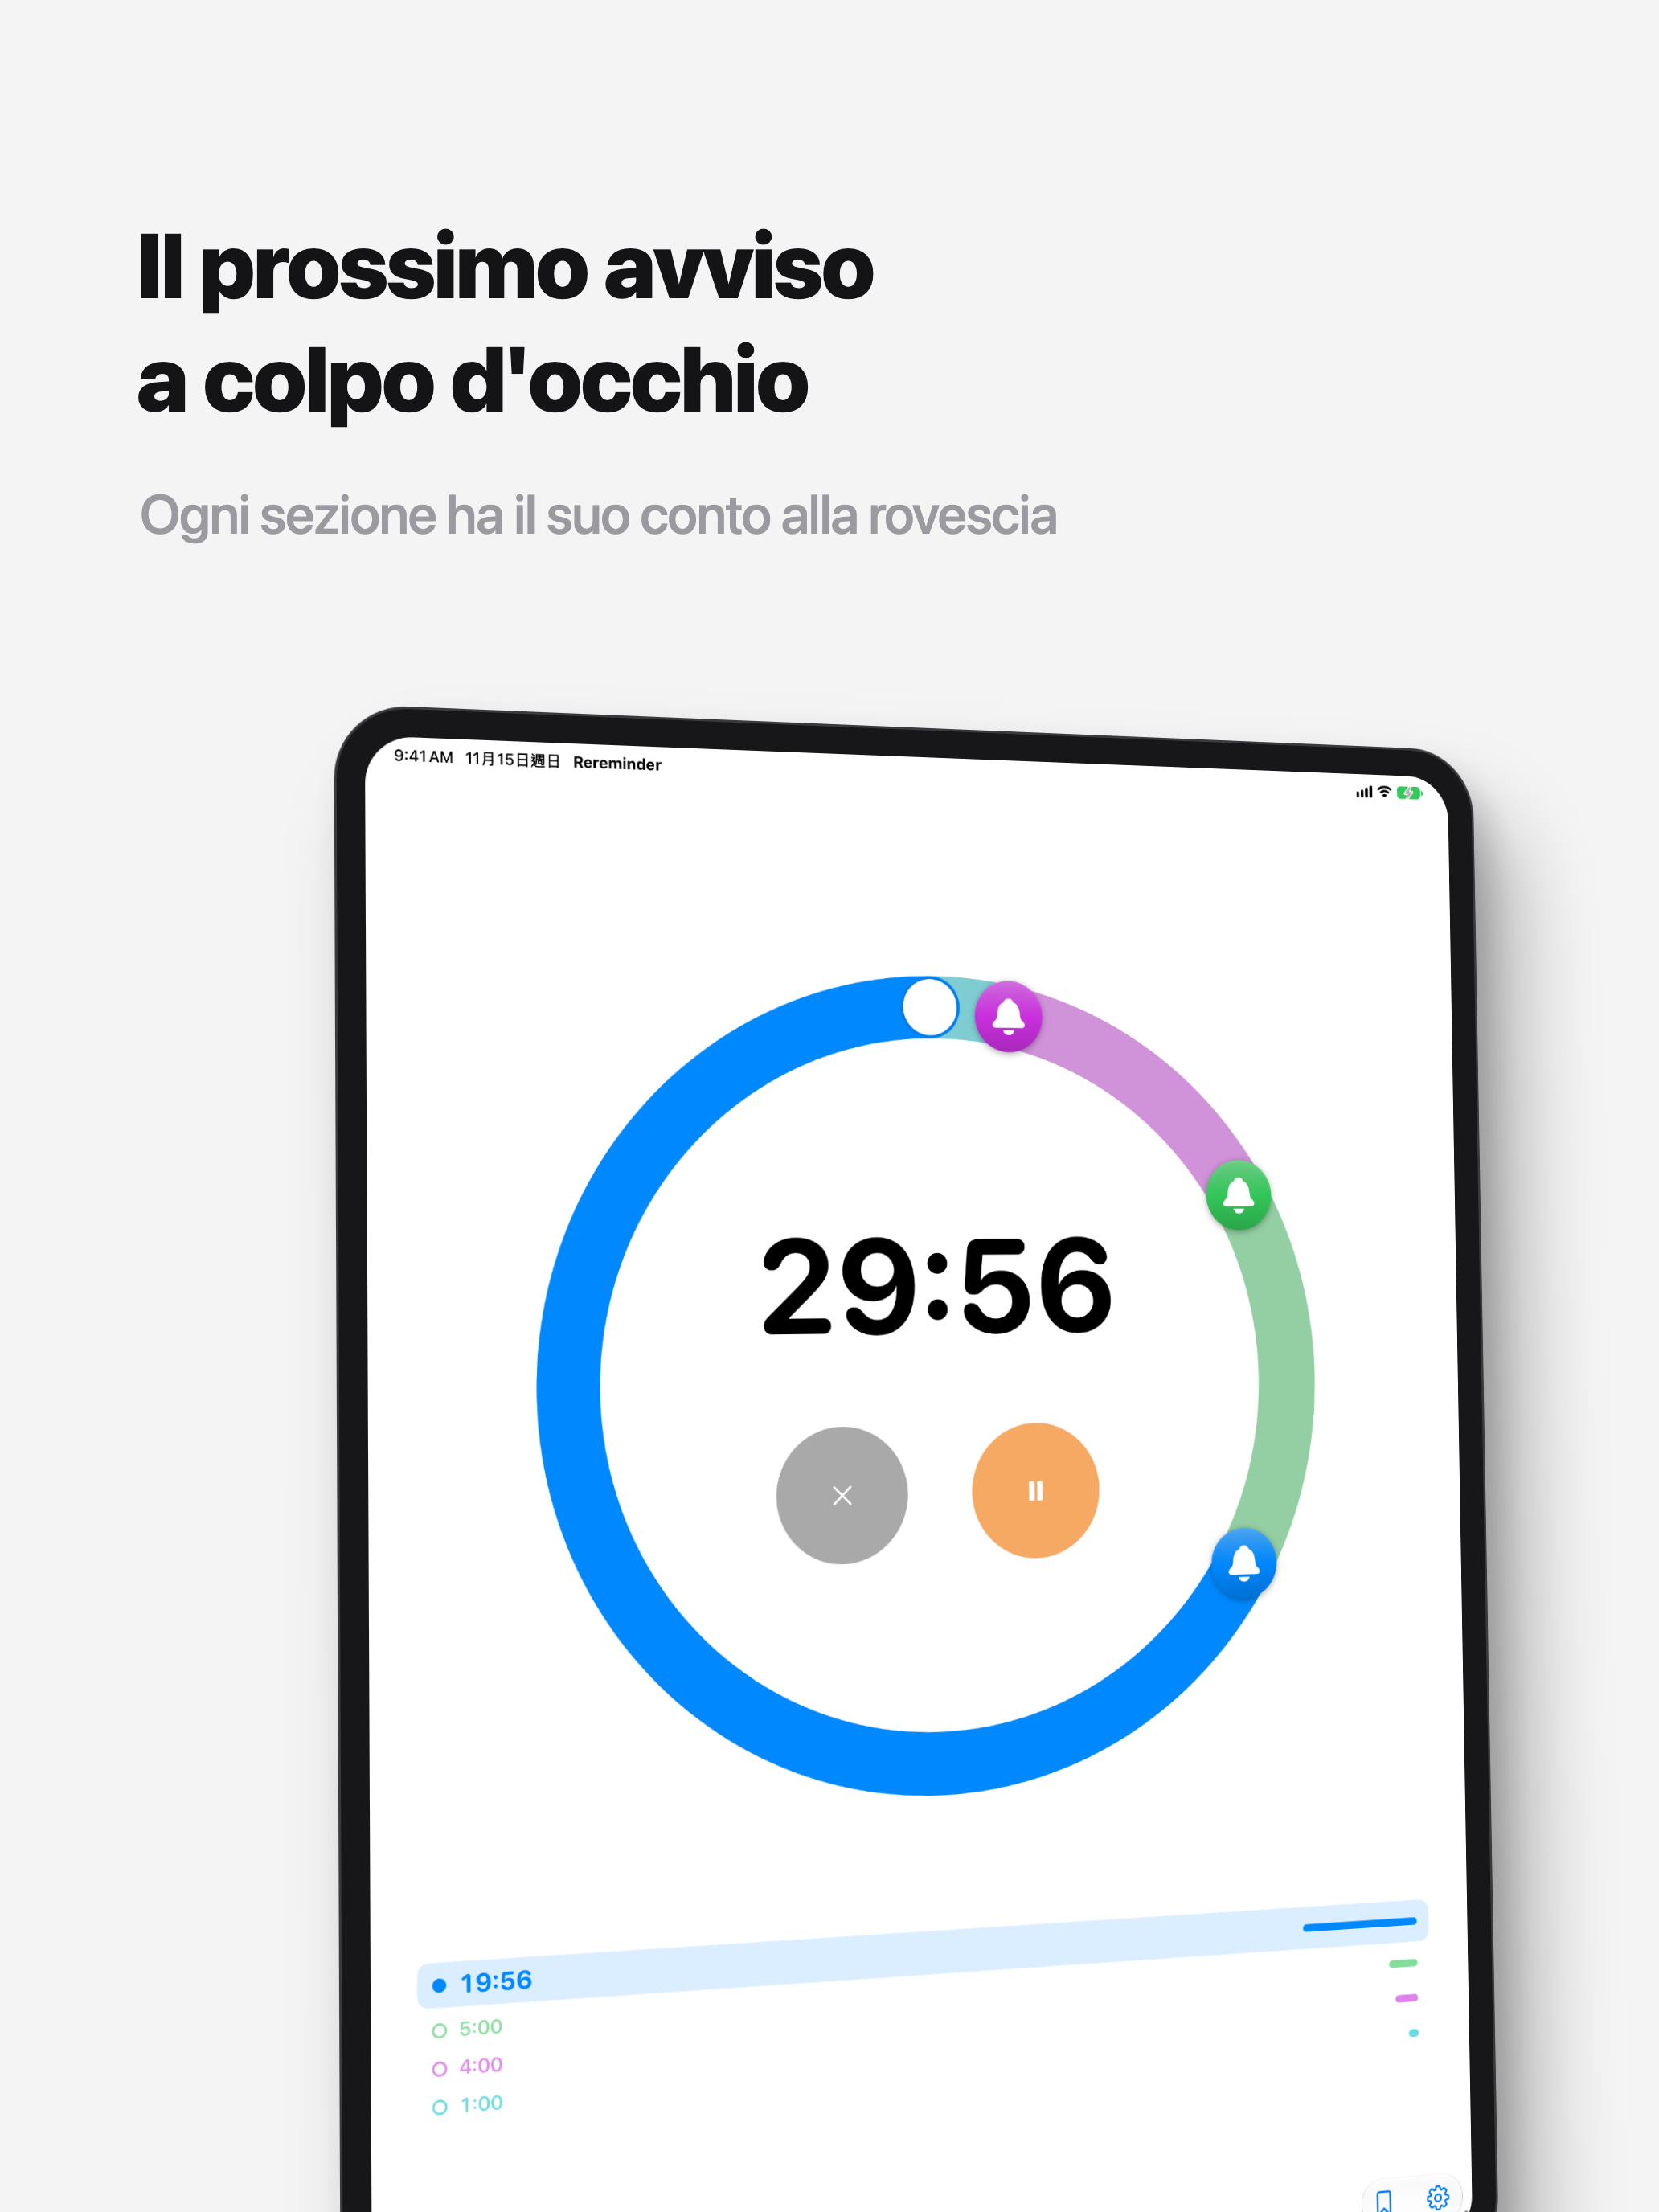 Il prossimo avviso
a colpo d'occhio
Ogni sezione ha il suo conto alla rovescia
9:41 AM 11月15日週日 Rereminder
29:56
19:56
5:00
4:00
1:00